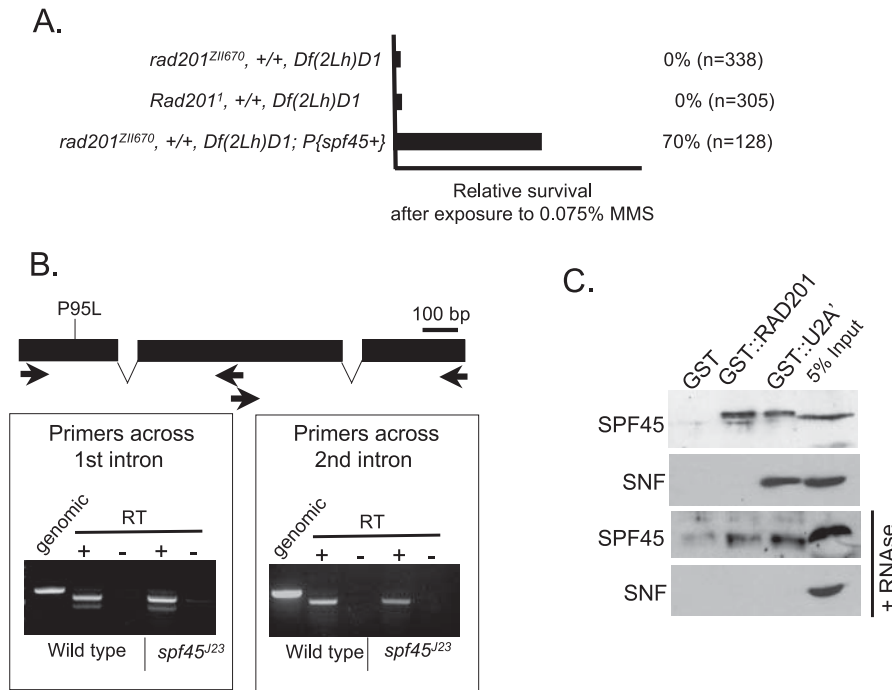 A.
rad201ZII670, +/+, Df(2Lh)D1 0% (n=338)
Rad2011, +/+, Df(2Lh)D1 0% (n=305)
rad201ZII670, +/+, Df(2Lh)D1; P{spf45+} 70% (n=128)
Relative survival
after exposure to 0.075% MMS
B.
P95L
100 bp
Primers across
1st intron
genomic
RT
+ - + -
Wild type spf45J23
Primers across
2nd intron
genomic
RT
+ - + -
Wild type spf45J23
C.
GST GST::RAD201 GST::U2A' 5% Input
SPF45
SNF
SPF45
SNF
+ RNAse